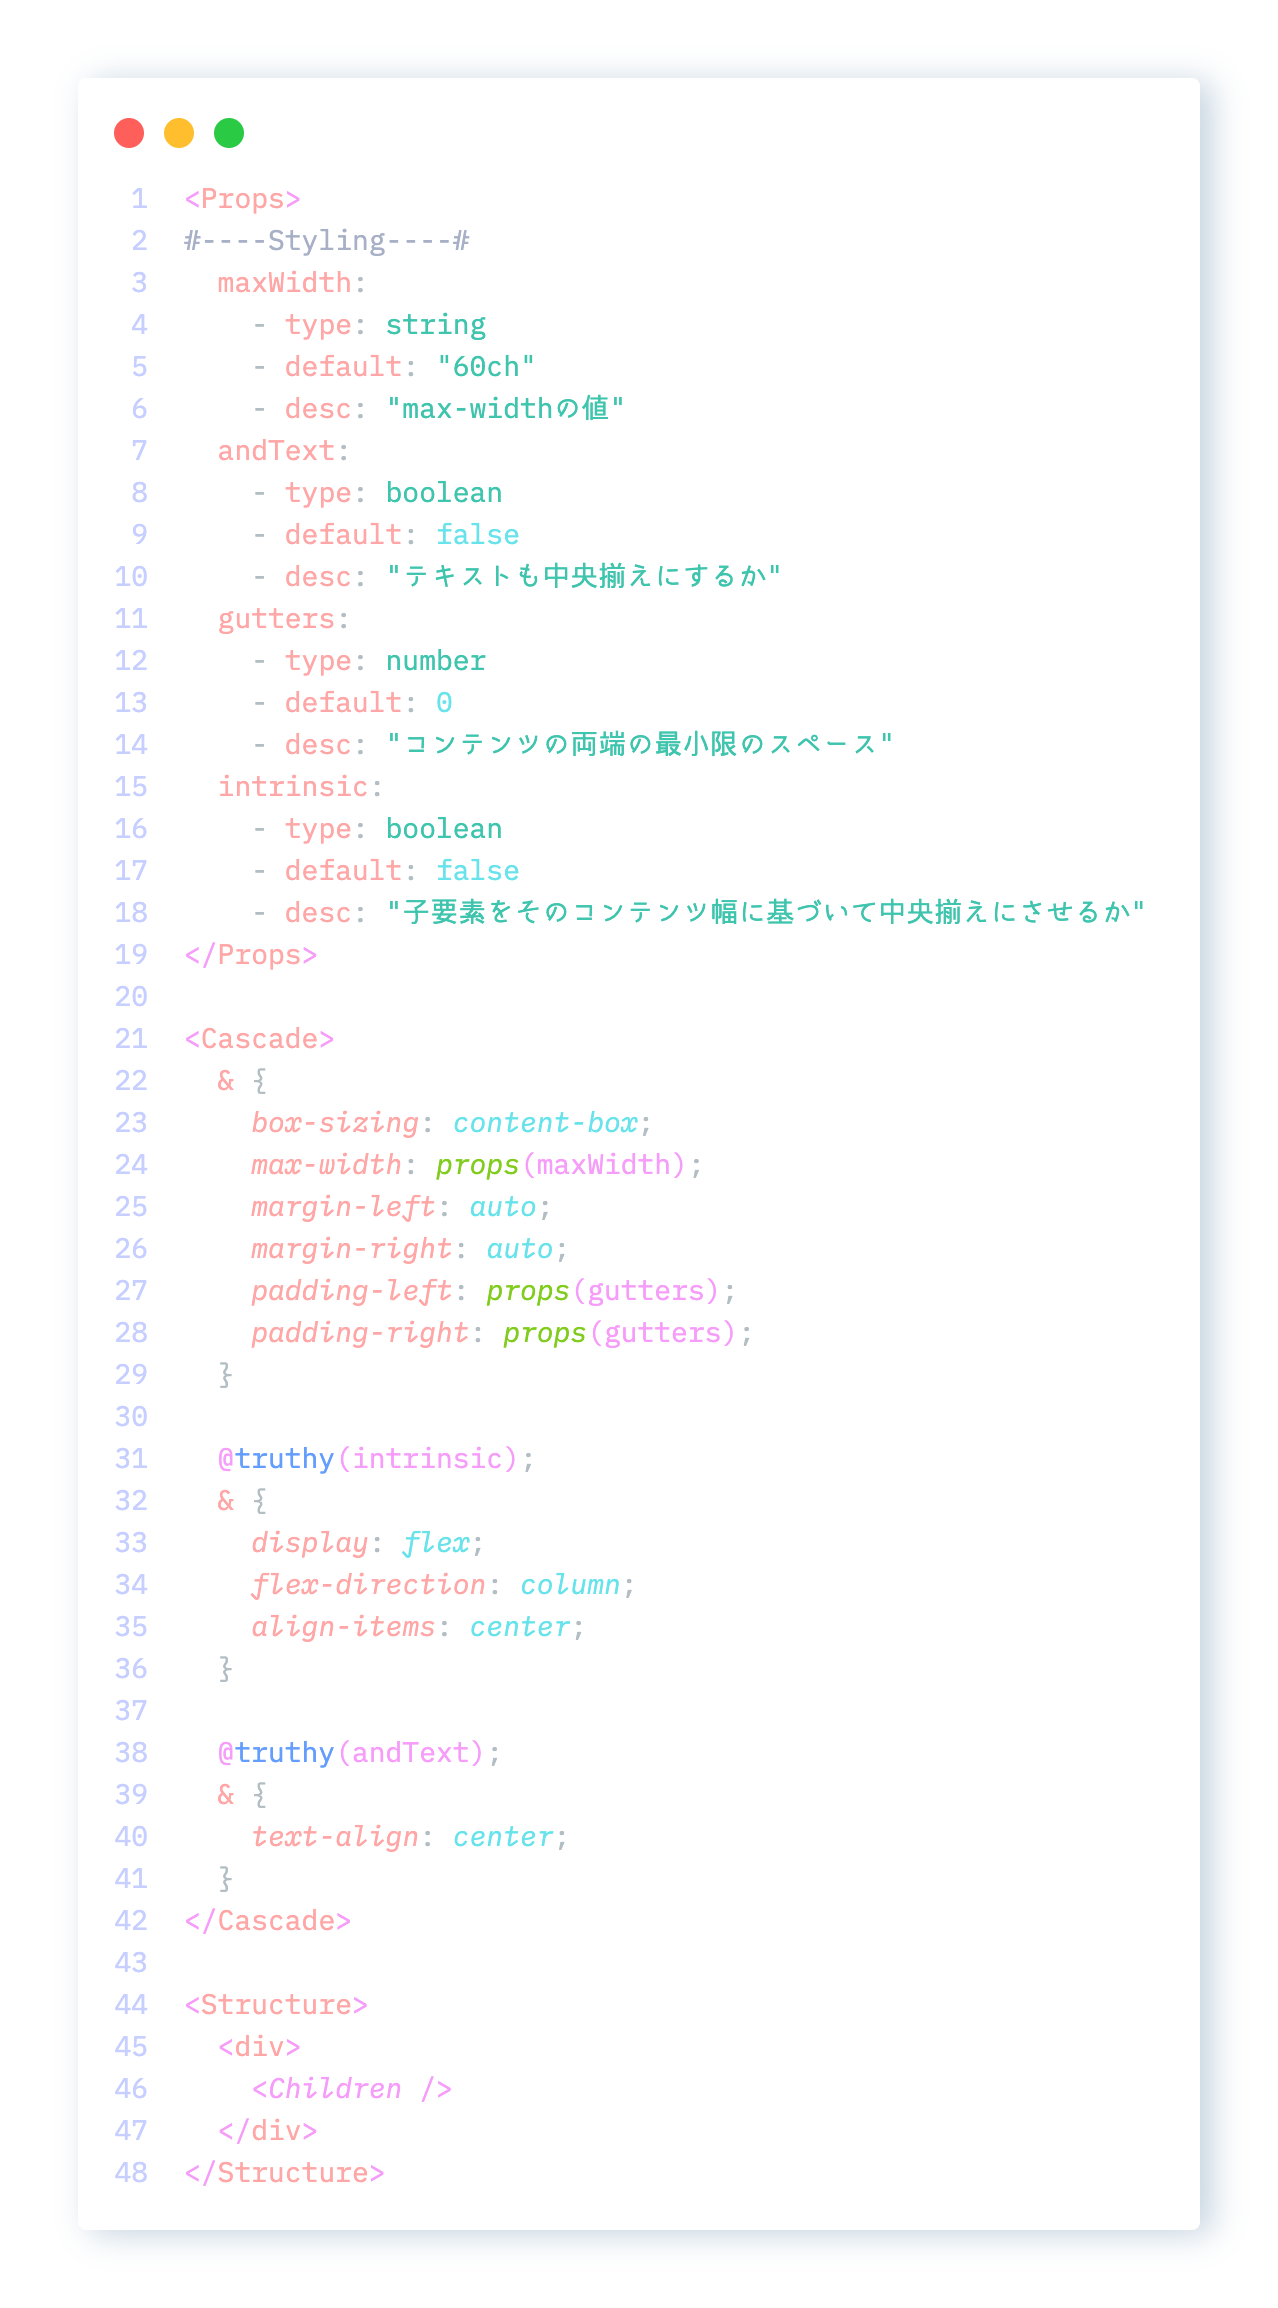 1 <Props>
2 #----Styling----#
3   maxWidth:
4     - type: string
5     - default: "60ch"
6     - desc: "max-widthの値"
7   andText:
8     - type: boolean
9     - default: false
10     - desc: "テキストも中央揃えにするか"
11   gutters:
12     - type: number
13     - default: 0
14     - desc: "コンテンツの両端の最小限のスペース"
15   intrinsic:
16     - type: boolean
17     - default: false
18     - desc: "子要素をそのコンテンツ幅に基づいて中央揃えにさせるか"
19 </Props>
20
21 <Cascade>
22   & {
23     box-sizing: content-box;
24     max-width: props(maxWidth);
25     margin-left: auto;
26     margin-right: auto;
27     padding-left: props(gutters);
28     padding-right: props(gutters);
29   }
30
31   @truthy(intrinsic);
32   & {
33     display: flex;
34     flex-direction: column;
35     align-items: center;
36   }
37
38   @truthy(andText);
39   & {
40     text-align: center;
41   }
42 </Cascade>
43
44 <Structure>
45   <div>
46     <Children />
47   </div>
48 </Structure>